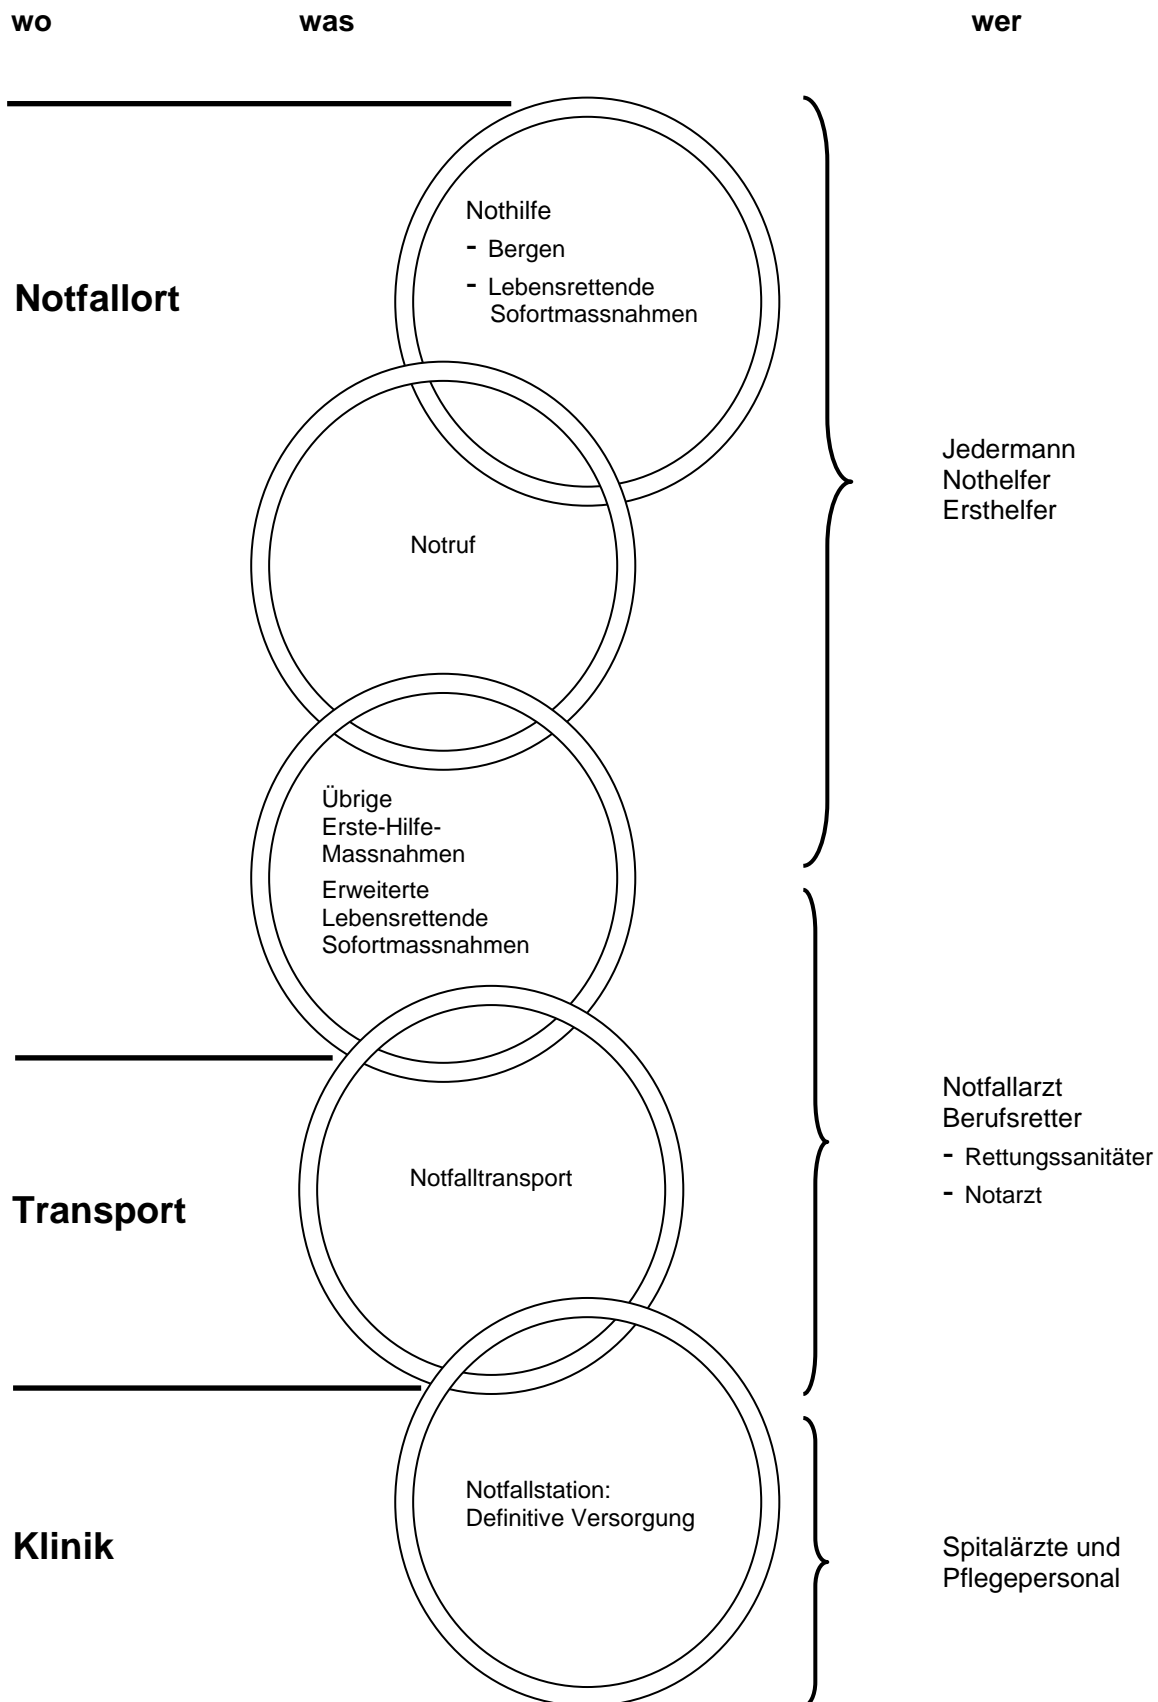 wo was wer
Nothilfe
- Bergen
- Lebensrettende
Sofortmassnahmen
Notfallort
Jedermann
Nothelfer
Ersthelfer
Notruf
Übrige
Erste-Hilfe-
Massnahmen
Erweiterte
Lebensrettende
Sofortmassnahmen
Notfallarzt
Berufsretter
- Rettungssanitäter
- Notarzt
Notfalltransport
Transport
Notfallstation:
Definitive Versorgung
Klinik
Spitalärzte und
Pflegepersonal